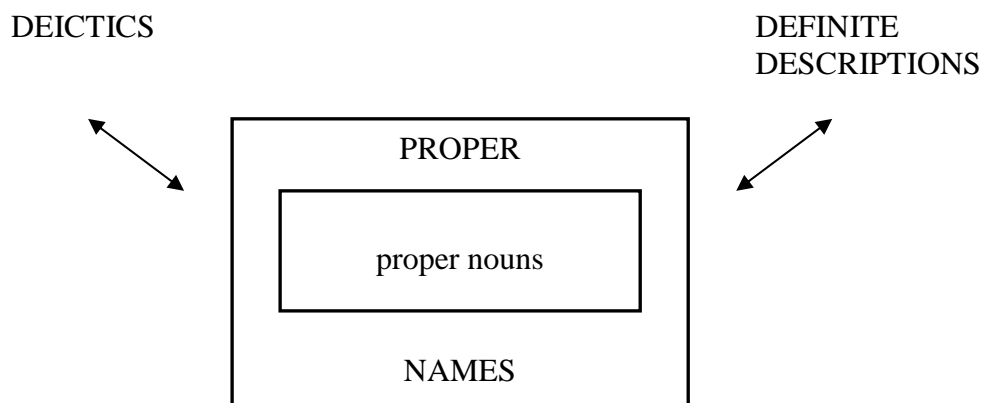 DEICTICS
DEFINITE
DESCRIPTIONS
PROPER
proper nouns
NAMES